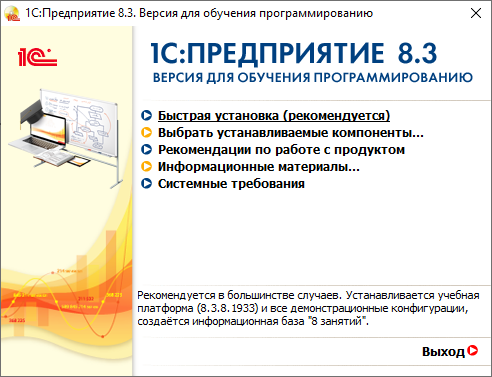 1С:Предприятие 8.3. Версия для обучения программированию
1С
1С:ПРЕДПРИЯТИЕ 8.3
ВЕРСИЯ ДЛЯ ОБУЧЕНИЯ ПРОГРАММИРОВАНИЮ
Быстрая установка (рекомендуется)
Выбрать устанавливаемые компоненты...
Рекомендации по работе с продуктом
Информационные материалы...
Системные требования
Рекомендуется в большинстве случаев. Устанавливается учебная
платформа (8.3.8.1933) и все демонстрационные конфигурации,
создаётся информационная база "8 занятий".
Выход